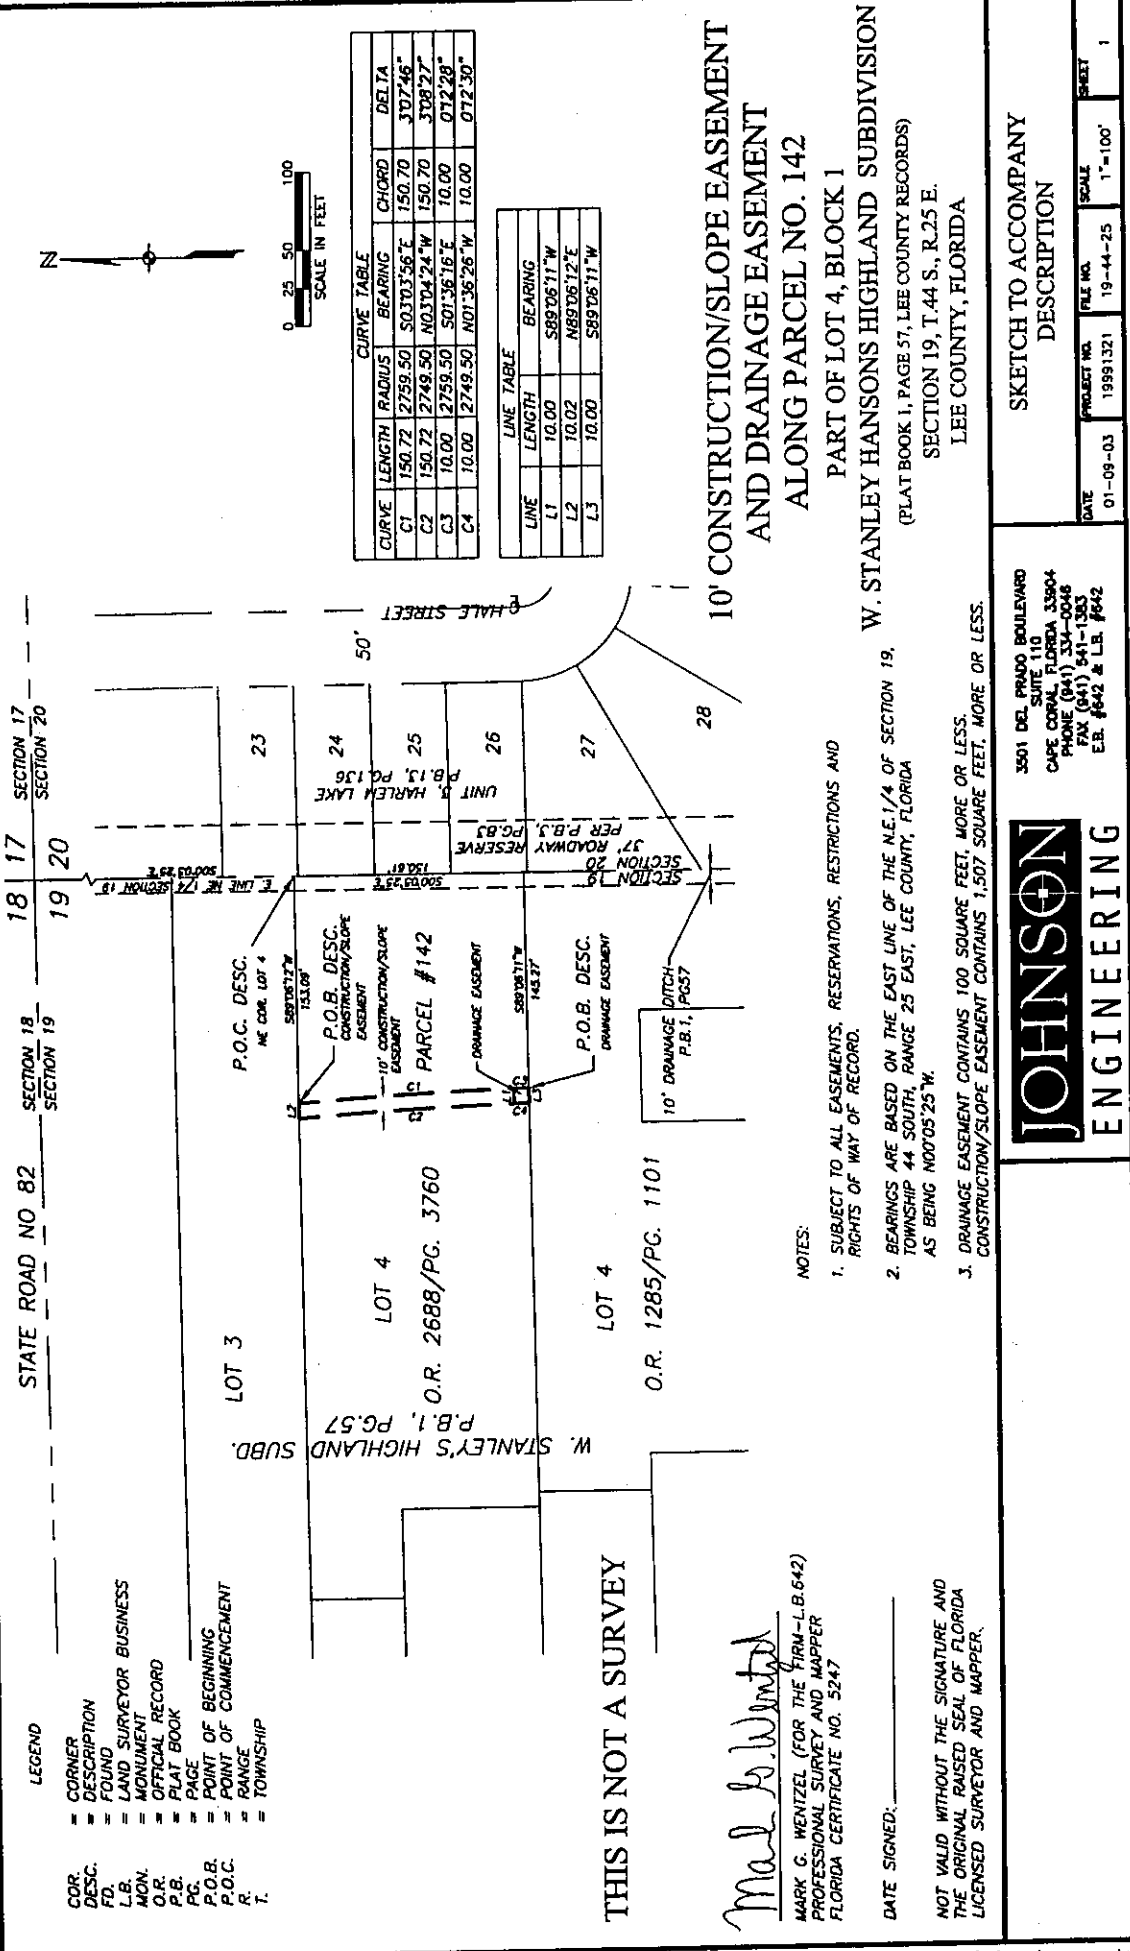 STATE ROAD NO 82
SECTION 18
SECTION 19
18 17
19 20
SECTION 17
SECTION 20
LEGEND
COR. = CORNER
DESC. = DESCRIPTION
FD. = FOUND
L.B. = LAND SURVEYOR BUSINESS
MON. = MONUMENT
O.R. = OFFICIAL RECORD
P.B. = PLAT BOOK
PG. = PAGE
P.O.B. = POINT OF BEGINNING
P.O.C. = POINT OF COMMENCEMENT
R. = RANGE
T. = TOWNSHIP
LOT 3
W. STANLEY'S HIGHLAND SUBD.
P.B.1, PG.57
LOT 4
O.R. 2688/PG. 3760
LOT 4
O.R. 1285/PG. 1101
P.O.C. DESC.
NE COR. LOT 4
S89°06'12"W
153.09'
P.O.B. DESC.
CONSTRUCTION/SLOPE
EASEMENT
10' CONSTRUCTION/SLOPE
EASEMENT
PARCEL #142
DRAINAGE EASEMENT
S89°06'11"W
145.27'
P.O.B. DESC.
DRAINAGE EASEMENT
10' DRAINAGE DITCH
P.B.1, PG57
L2
C1
C2
L1
C3
C4
L3
E. LINE NE 1/4 SECTION 19
S00°05'25"E
S00°05'25"E
150.61'
SECTION 19
SECTION 20
37' ROADWAY RESERVE
PER P.B.3, PG.83
UNIT 3, HARLEM LAKE
P.B.13, PG.136
23
24
25
26
27
28
50'
HALE STREET
N
0 25 50 100
SCALE IN FEET
CURVE TABLE
CURVE LENGTH RADIUS BEARING CHORD DELTA
C1 150.72 2759.50 S03°03'56"E 150.70 3°07'46"
C2 150.72 2749.50 N03°04'24"W 150.70 3°08'27"
C3 10.00 2759.50 S01°36'16"E 10.00 0°12'28"
C4 10.00 2749.50 N01°36'26"W 10.00 0°12'30"
LINE TABLE
LINE LENGTH BEARING
L1 10.00 S89°06'11"W
L2 10.02 N89°06'12"E
L3 10.00 S89°06'11"W
10' CONSTRUCTION/SLOPE EASEMENT
AND DRAINAGE EASEMENT
ALONG PARCEL NO. 142
PART OF LOT 4, BLOCK 1
W. STANLEY HANSONS HIGHLAND SUBDIVISION
(PLAT BOOK 1, PAGE 57, LEE COUNTY RECORDS)
SECTION 19, T.44 S., R.25 E.
LEE COUNTY, FLORIDA
NOTES:
1. SUBJECT TO ALL EASEMENTS, RESERVATIONS, RESTRICTIONS AND
RIGHTS OF WAY OF RECORD.
2. BEARINGS ARE BASED ON THE EAST LINE OF THE N.E.1/4 OF SECTION 19,
TOWNSHIP 44 SOUTH, RANGE 25 EAST, LEE COUNTY, FLORIDA
AS BEING N00°05'25"W.
3. DRAINAGE EASEMENT CONTAINS 100 SQUARE FEET, MORE OR LESS.
CONSTRUCTION/SLOPE EASEMENT CONTAINS 1,507 SQUARE FEET, MORE OR LESS.
THIS IS NOT A SURVEY
Mark G. Wentzel
MARK G. WENTZEL (FOR THE FIRM-L.B.642)
PROFESSIONAL SURVEY AND MAPPER
FLORIDA CERTIFICATE NO. 5247
DATE SIGNED:
NOT VALID WITHOUT THE SIGNATURE AND
THE ORIGINAL RAISED SEAL OF FLORIDA
LICENSED SURVEYOR AND MAPPER.
JOHNSON
ENGINEERING
3501 DEL PRADO BOULEVARD
SUITE 110
CAPE CORAL, FLORIDA 33904
PHONE (941) 334-0046
FAX (941) 541-1383
E.B. #642 & L.B. #642
SKETCH TO ACCOMPANY
DESCRIPTION
DATE PROJECT NO. FILE NO. SCALE SHEET
01-09-03 19991321 19-44-25 1"=100' 1